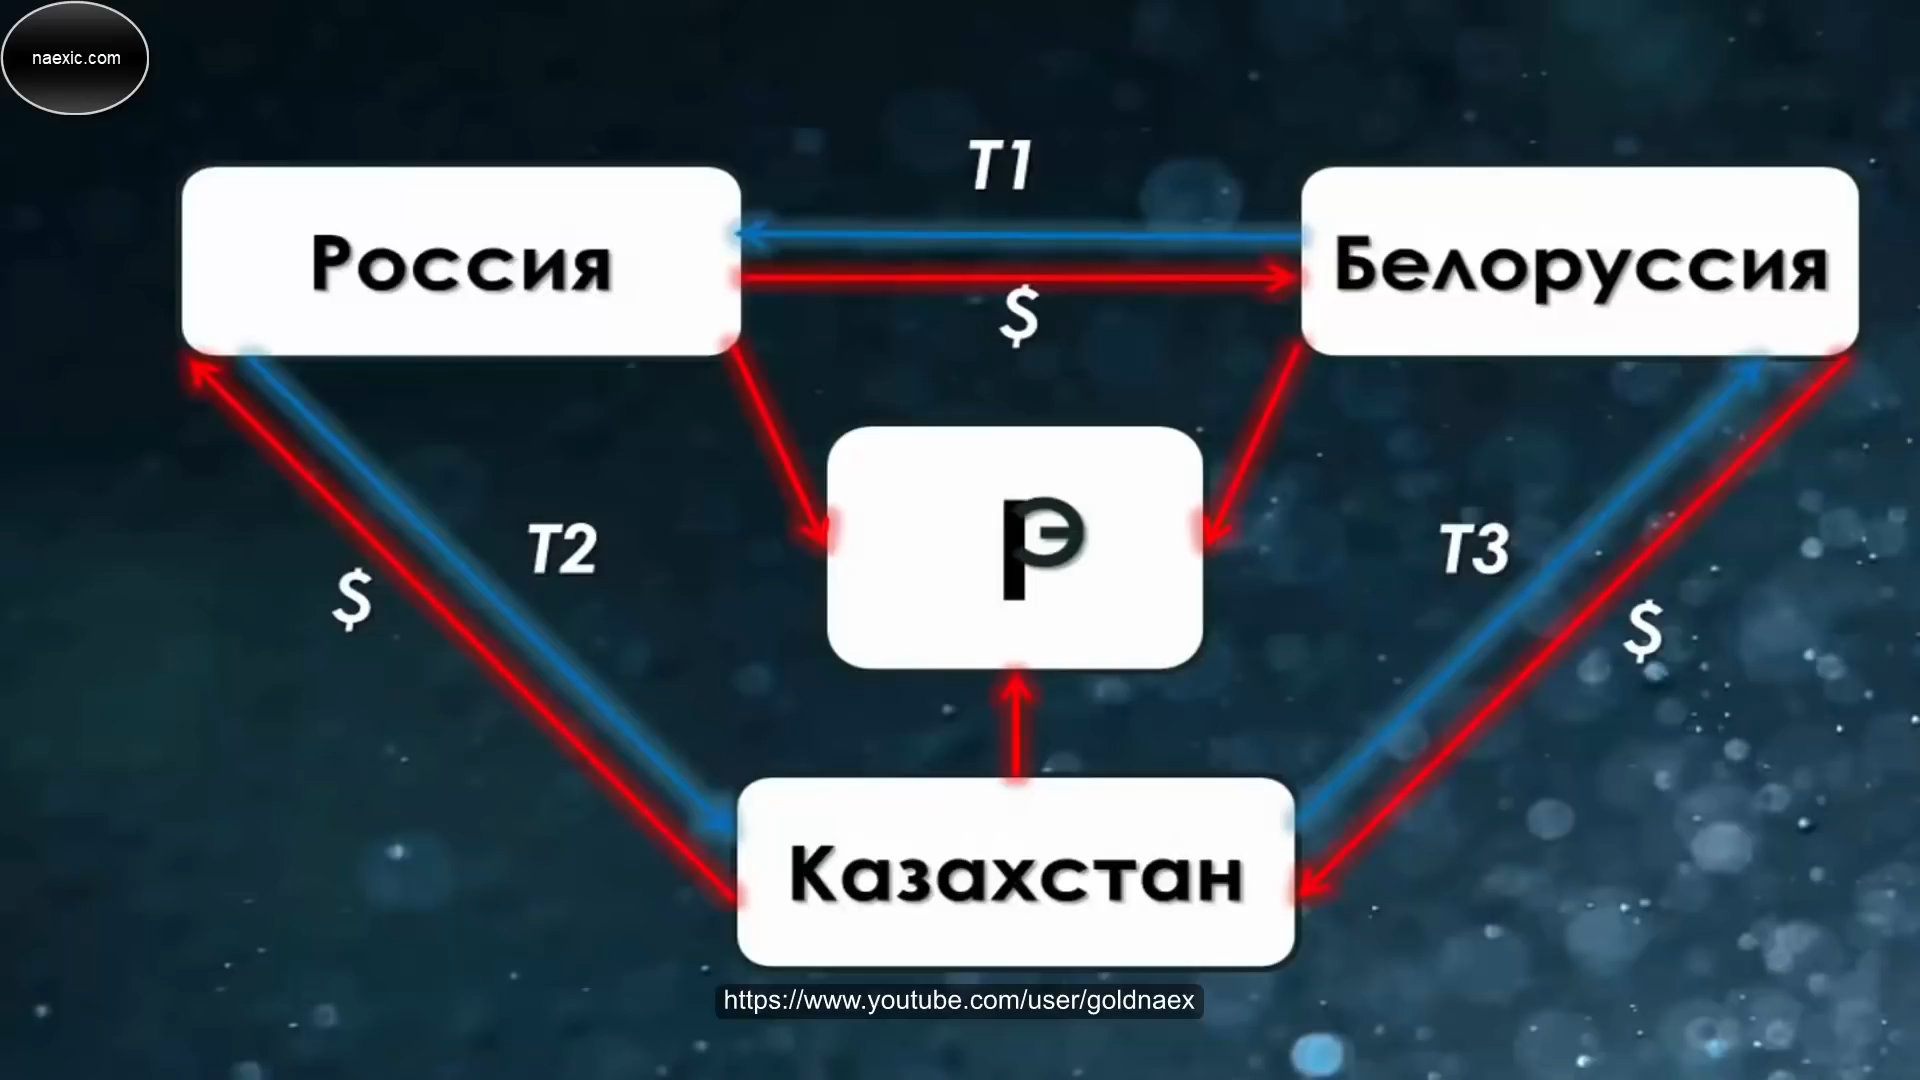 naexic.com
T1
Россия
Белоруссия
$
T2
T3
$
$
Казахстан
https://www.youtube.com/user/goldnaex